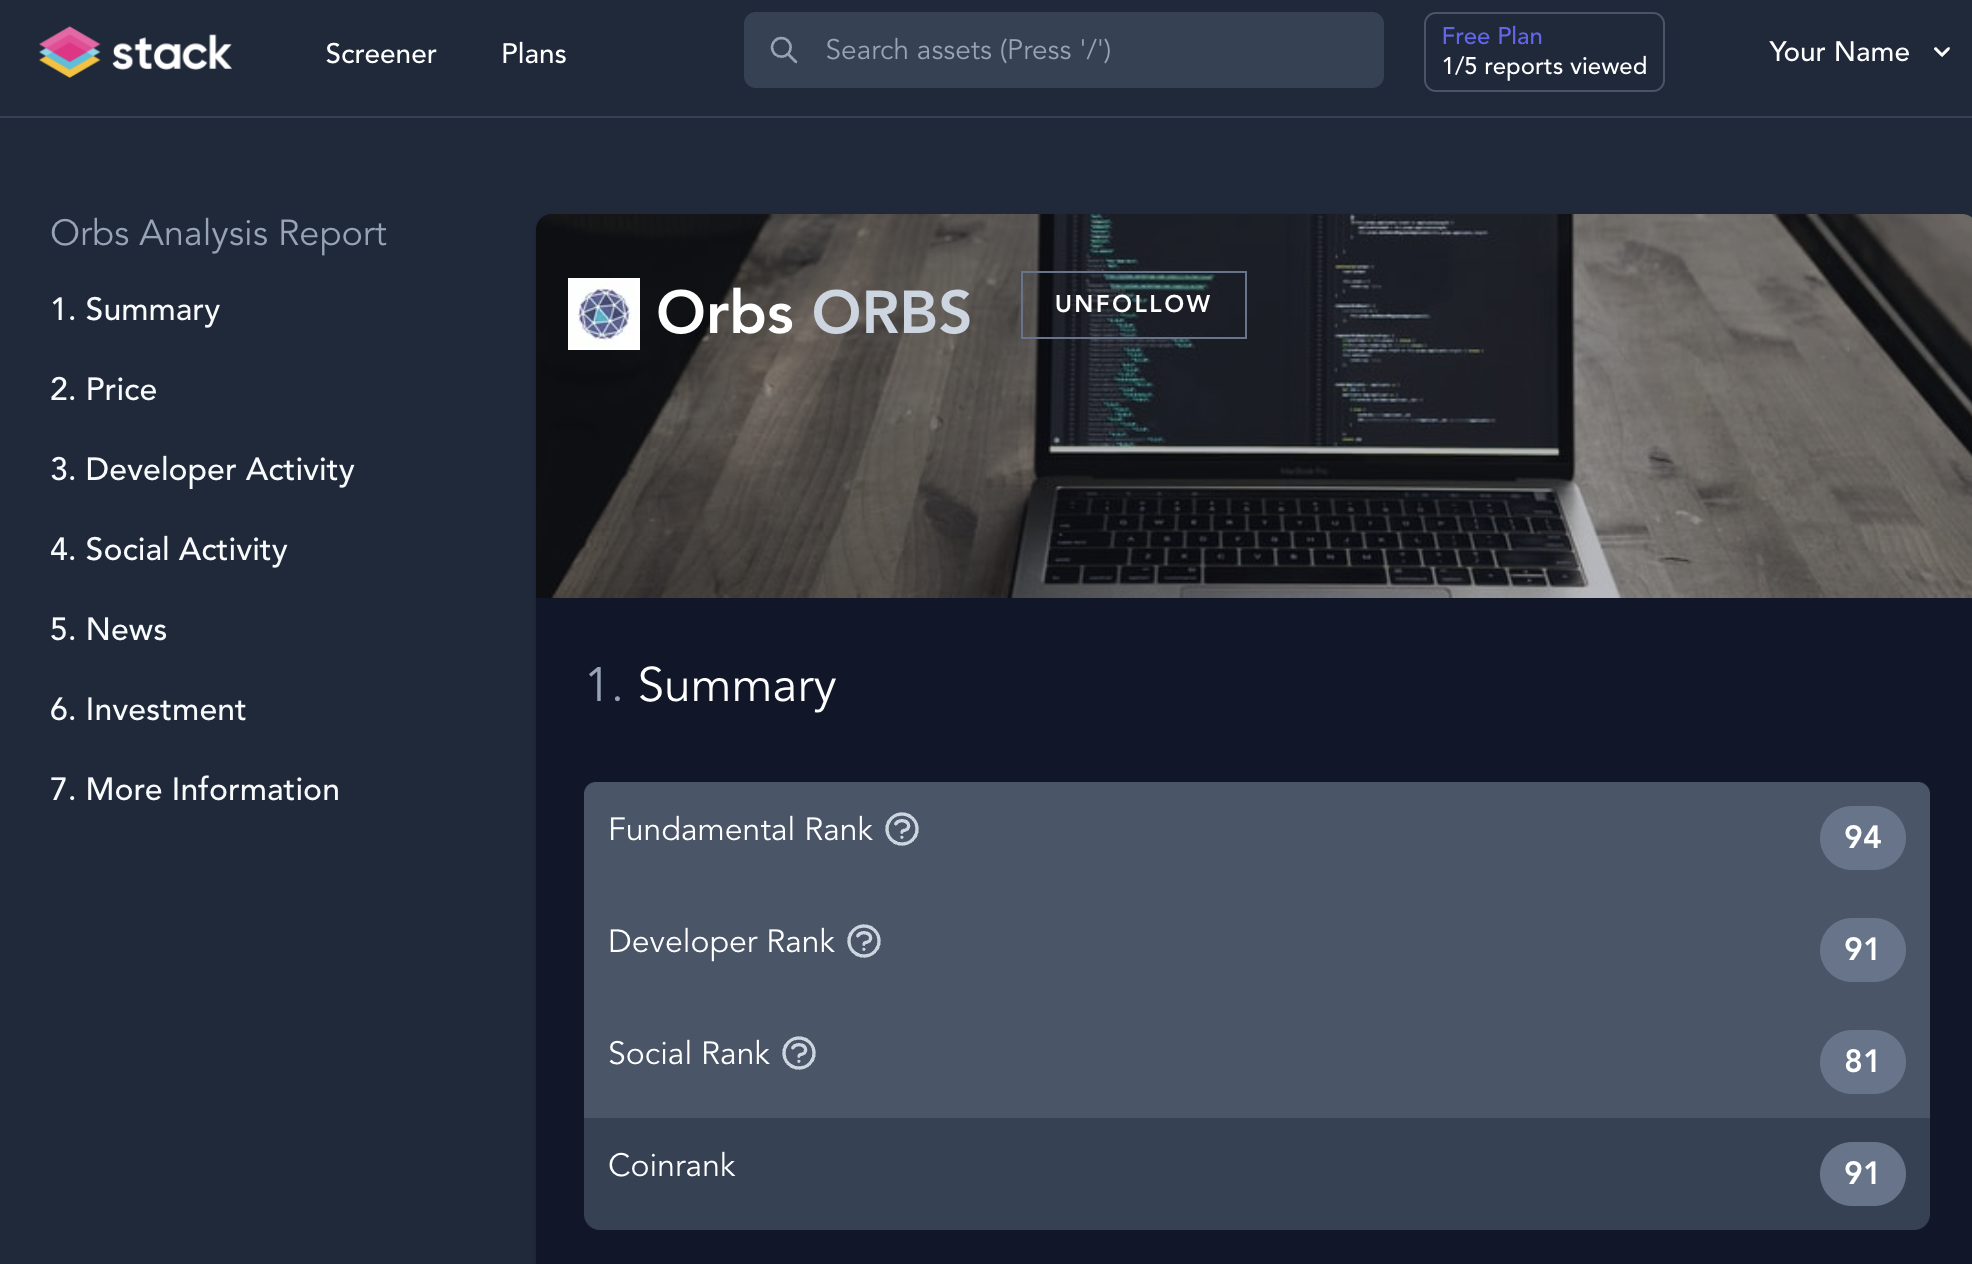 stack
Screener
Plans
Search assets (Press '/')
Free Plan
1/5 reports viewed
Your Name
Orbs Analysis Report
1. Summary
2. Price
3. Developer Activity
4. Social Activity
5. News
6. Investment
7. More Information
Orbs ORBS
UNFOLLOW
1. Summary
Fundamental Rank ?
94
Developer Rank ?
91
Social Rank ?
81
Coinrank
91